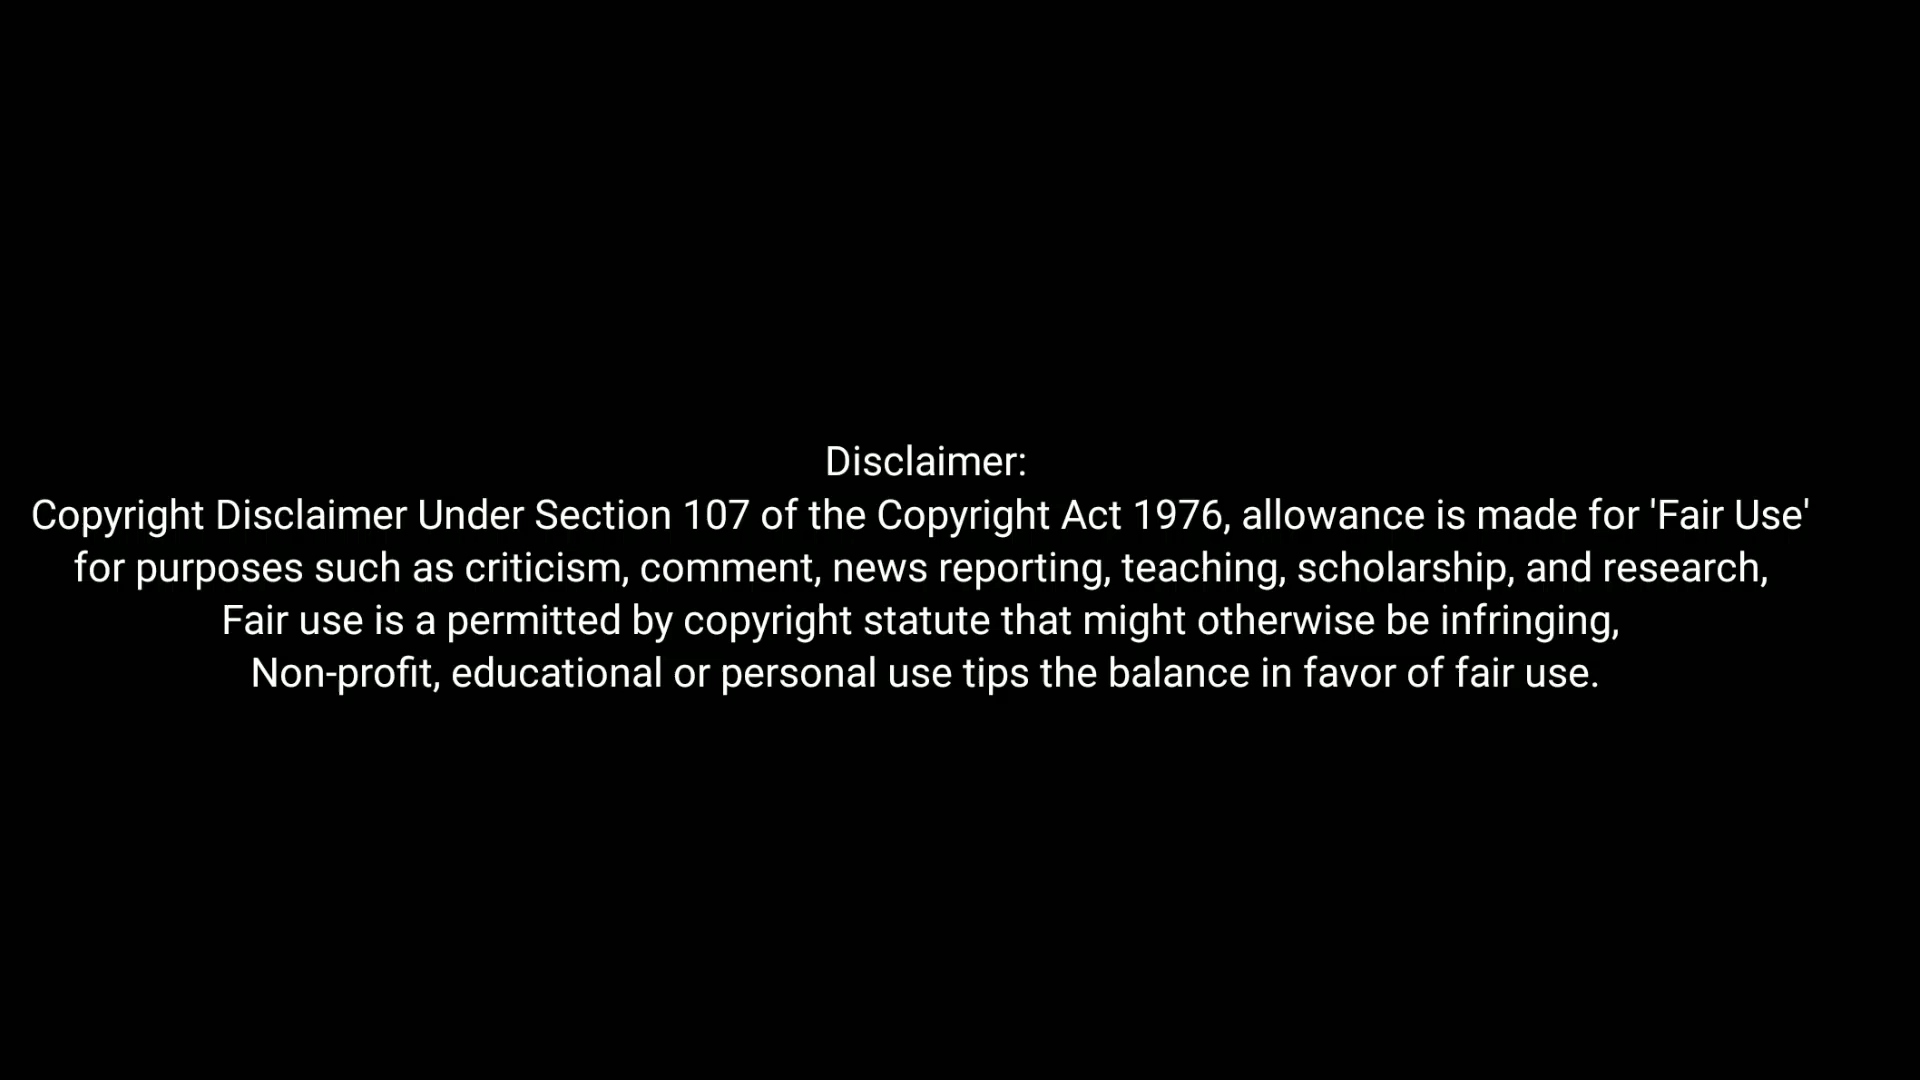 Disclaimer:
Copyright Disclaimer Under Section 107 of the Copyright Act 1976, allowance is made for 'Fair Use'
for purposes such as criticism, comment, news reporting, teaching, scholarship, and research,
Fair use is a permitted by copyright statute that might otherwise be infringing,
Non-profit, educational or personal use tips the balance in favor of fair use.